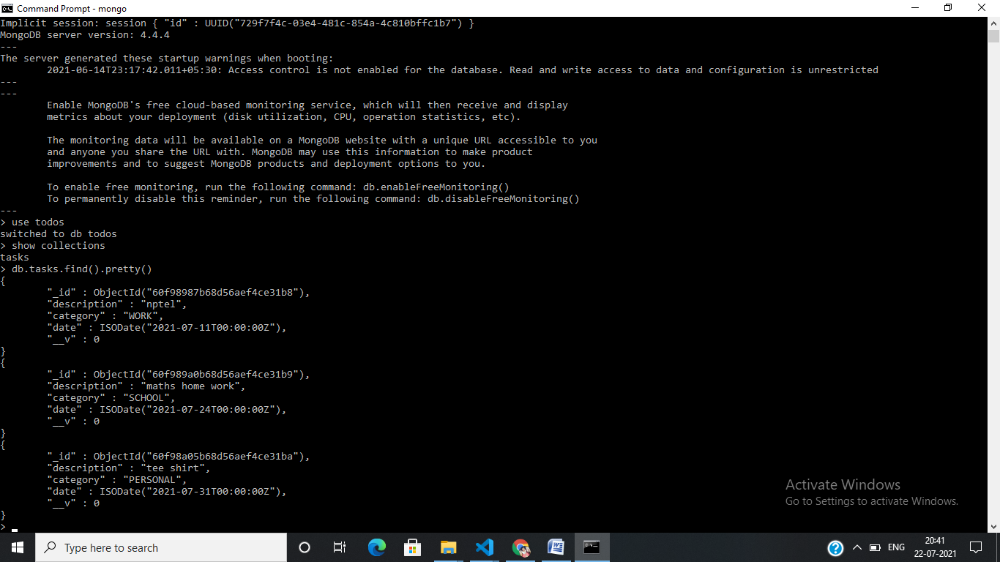 Command Prompt - mongo
Implicit session: session { "id" : UUID("729f7f4c-03e4-481c-854a-4c810bffc1b7") }
MongoDB server version: 4.4.4
---
The server generated these startup warnings when booting:
        2021-06-14T23:17:42.011+05:30: Access control is not enabled for the database. Read and write access to data and configuration is unrestricted
---
---
        Enable MongoDB's free cloud-based monitoring service, which will then receive and display
        metrics about your deployment (disk utilization, CPU, operation statistics, etc).

        The monitoring data will be available on a MongoDB website with a unique URL accessible to you
        and anyone you share the URL with. MongoDB may use this information to make product
        improvements and to suggest MongoDB products and deployment options to you.

        To enable free monitoring, run the following command: db.enableFreeMonitoring()
        To permanently disable this reminder, run the following command: db.disableFreeMonitoring()
---
> use todos
switched to db todos
> show collections
tasks
> db.tasks.find().pretty()
{
        "_id" : ObjectId("60f98987b68d56aef4ce31b8"),
        "description" : "nptel",
        "category" : "WORK",
        "date" : ISODate("2021-07-11T00:00:00Z"),
        "__v" : 0
}
{
        "_id" : ObjectId("60f989a0b68d56aef4ce31b9"),
        "description" : "maths home work",
        "category" : "SCHOOL",
        "date" : ISODate("2021-07-24T00:00:00Z"),
        "__v" : 0
}
{
        "_id" : ObjectId("60f98a05b68d56aef4ce31ba"),
        "description" : "tee shirt",
        "category" : "PERSONAL",
        "date" : ISODate("2021-07-31T00:00:00Z"),
        "__v" : 0
}
>
Activate Windows
Go to Settings to activate Windows.
Type here to search
ENG
20:41
22-07-2021